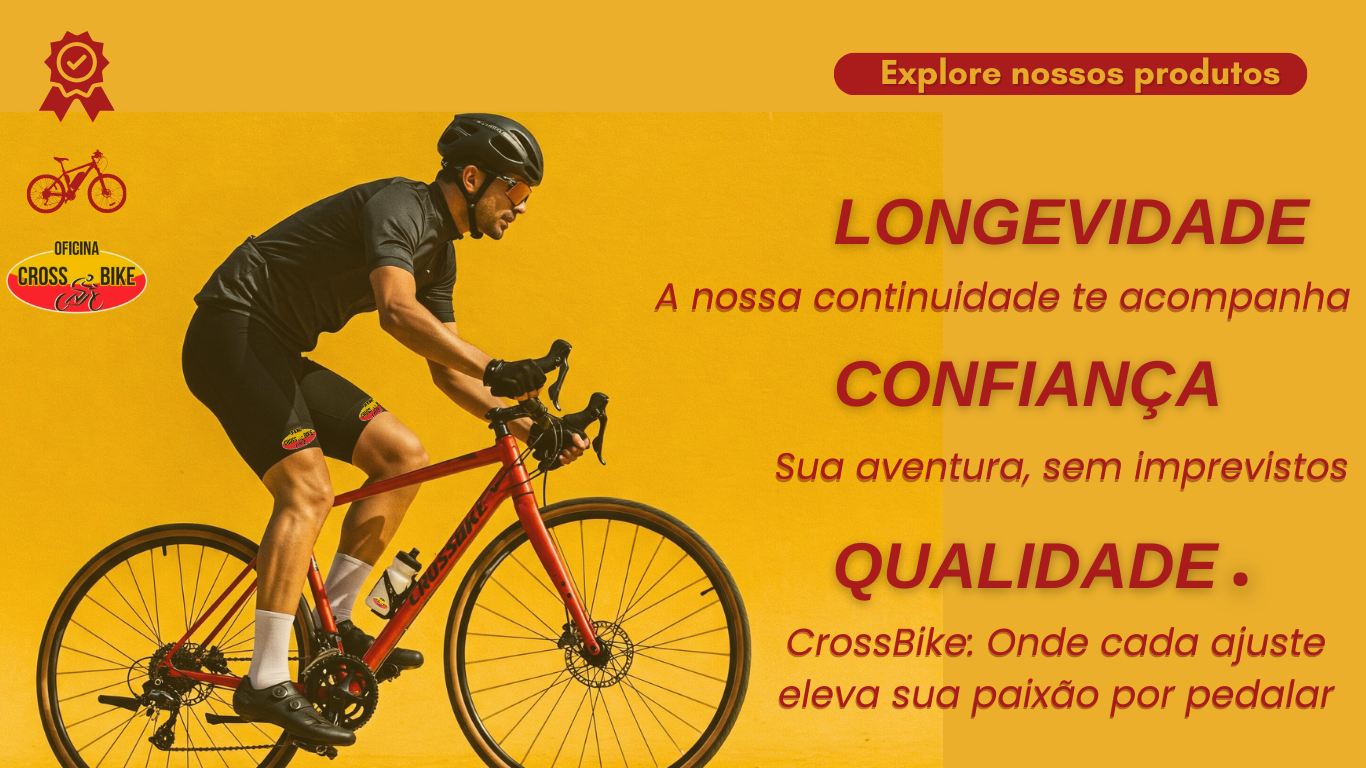 Explore nossos produtos
OFICINA
CROSS BIKE
LONGEVIDADE
A nossa continuidade te acompanha
CONFIANÇA
Sua aventura, sem imprevistos
CROSSBIKE
QUALIDADE.
CrossBike: Onde cada ajuste
eleva sua paixão por pedalar